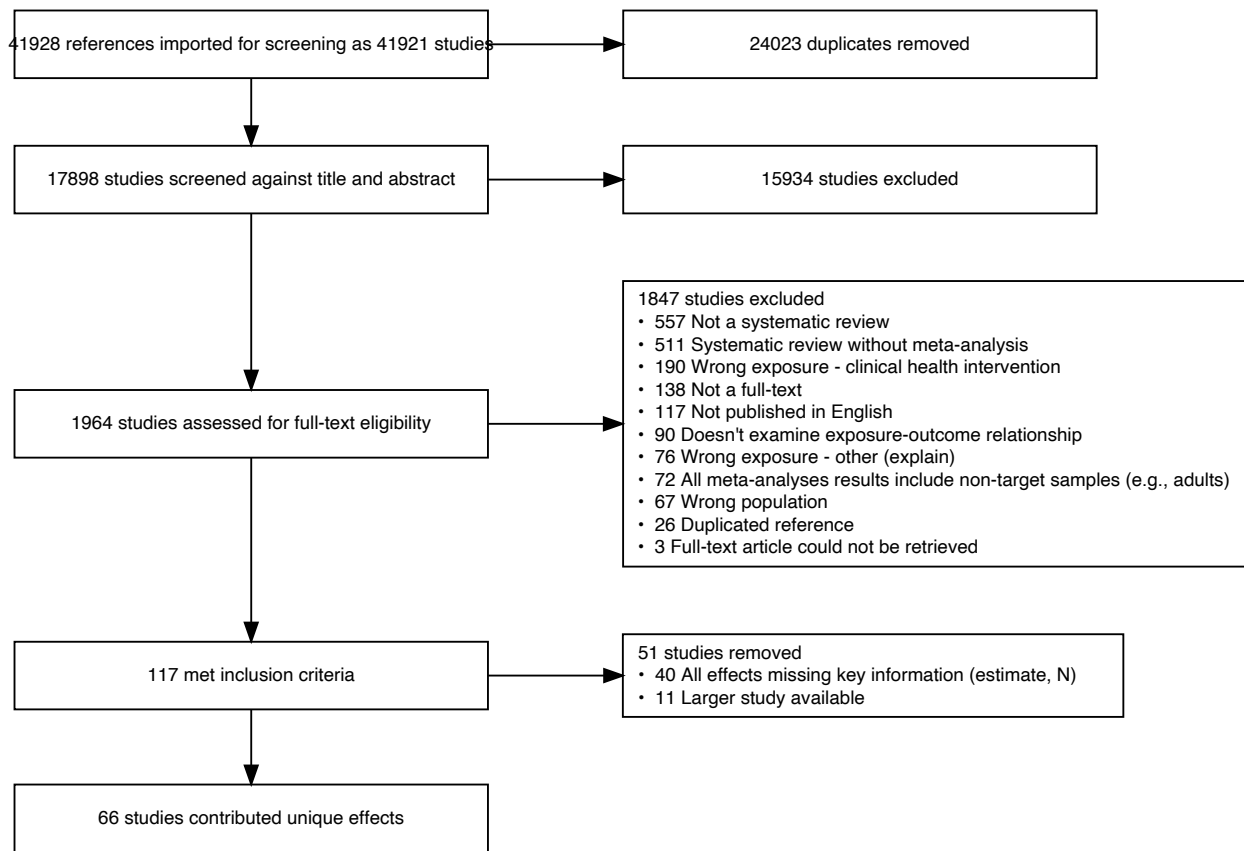 41928 references imported for screening as 41921 studies
24023 duplicates removed
17898 studies screened against title and abstract
15934 studies excluded
1964 studies assessed for full-text eligibility
1847 studies excluded
• 557 Not a systematic review
• 511 Systematic review without meta-analysis
• 190 Wrong exposure - clinical health intervention
• 138 Not a full-text
• 117 Not published in English
• 90 Doesn't examine exposure-outcome relationship
• 76 Wrong exposure - other (explain)
• 72 All meta-analyses results include non-target samples (e.g., adults)
• 67 Wrong population
• 26 Duplicated reference
• 3 Full-text article could not be retrieved
117 met inclusion criteria
51 studies removed
• 40 All effects missing key information (estimate, N)
• 11 Larger study available
66 studies contributed unique effects